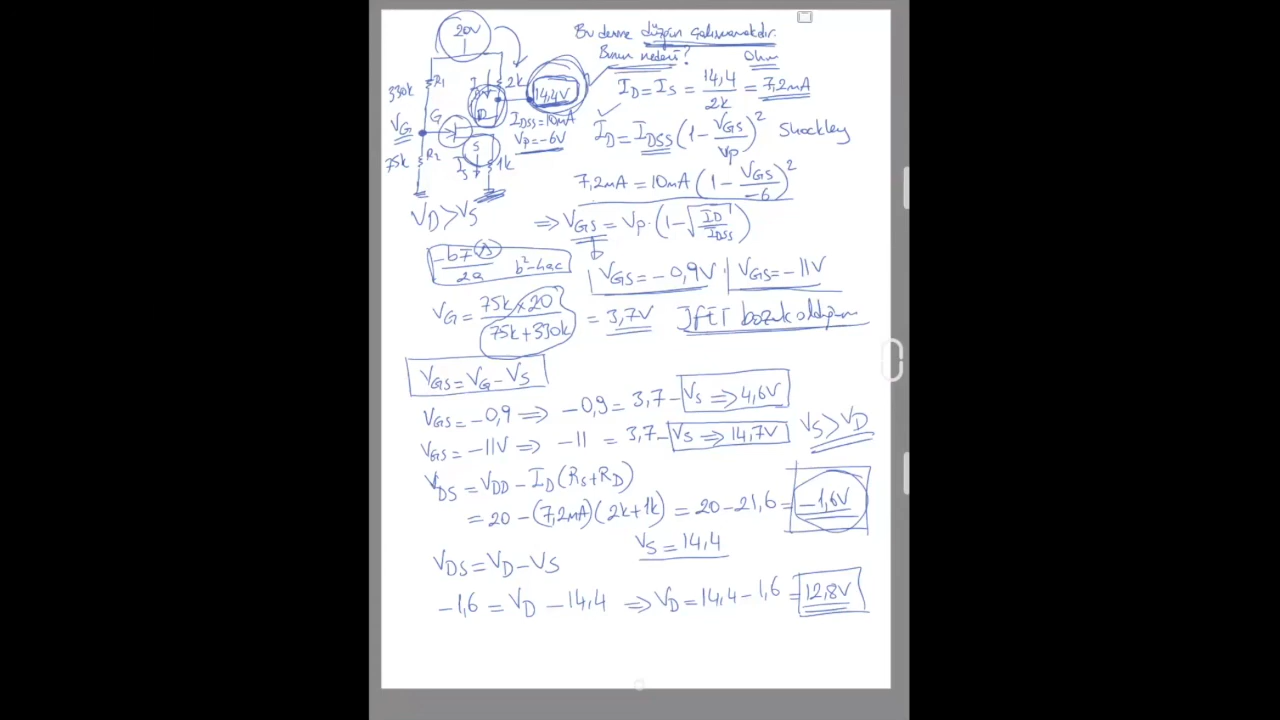 20V
Bu devre düzgün çalışmamaktadır.
Bunun nedeni?
Ohm
330k R1
2k
14,4V
ID = IS = 14,4 / 2k = 7,2mA
VG G
D
IDSS = 10mA
VP = -6V
ID = IDSS (1 - VGS / VP)² Shockley
75k R2
S
IS
1k
7,2mA = 10mA (1 - VGS / -6)²
VD > VS
⇒ VGS = VP · (1 - √(ID / IDSS))
-b∓√Δ / 2a b²-4ac
VGS = -0,9V VGS = -11V
VG = 75k x 20 / 75k + 330k = 3,7V JFET bozuk olduğun
VGS = VG - VS
VGS = -0,9 ⇒ -0,9 = 3,7 - VS ⇒ 4,6V
VGS = -11V ⇒ -11 = 3,7 - VS ⇒ 14,7V VS > VD
VDS = VDD - ID (RS + RD)
= 20 - (7,2mA)(2k + 1k) = 20 - 21,6 = -1,6V
VS = 14,4
VDS = VD - VS
-1,6 = VD - 14,4 ⇒ VD = 14,4 - 1,6 = 12,8V